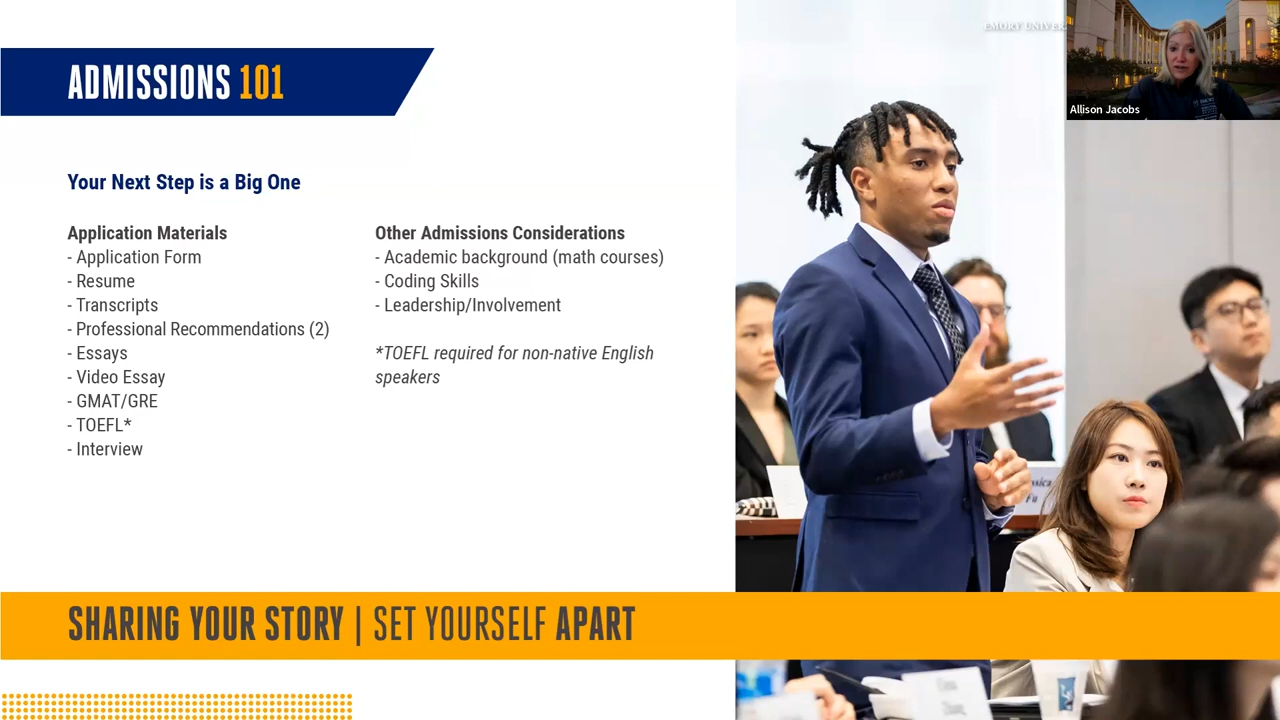 EMORY UNIVER
ADMISSIONS 101
Allison Jacobs
Your Next Step is a Big One
Application Materials
- Application Form
- Resume
- Transcripts
- Professional Recommendations (2)
- Essays
- Video Essay
- GMAT/GRE
- TOEFL*
- Interview
Other Admissions Considerations
- Academic background (math courses)
- Coding Skills
- Leadership/Involvement
*TOEFL required for non-native English
speakers
SHARING YOUR STORY | SET YOURSELF APART